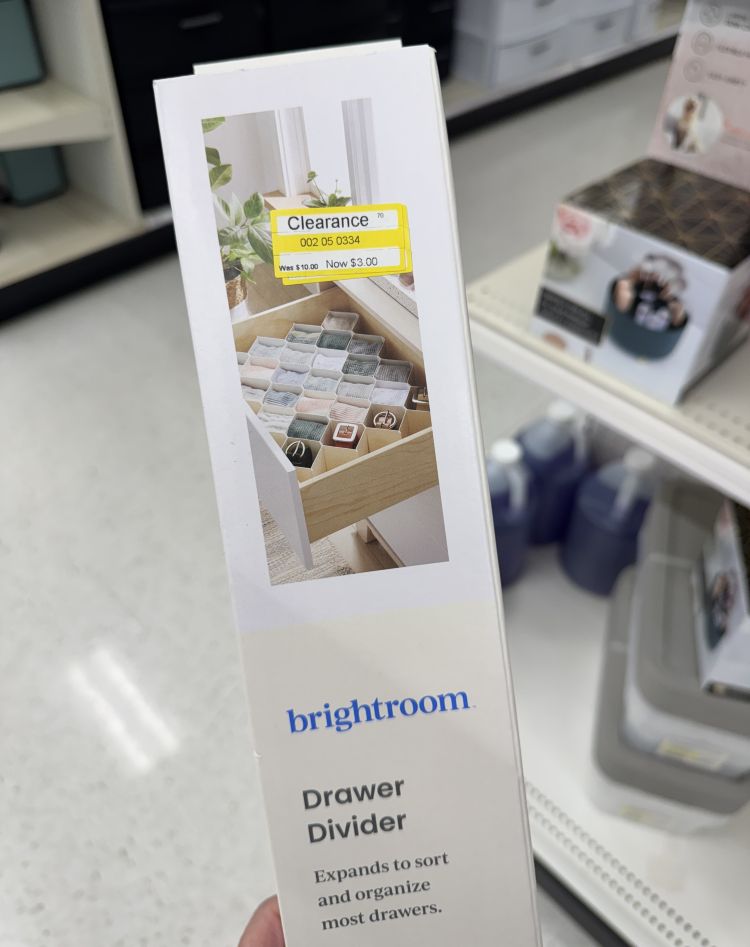 Clearance 70
002 05 0334
Was $10.00 Now $3.00
brightroom
Drawer
Divider
Expands to sort
and organize
most drawers.